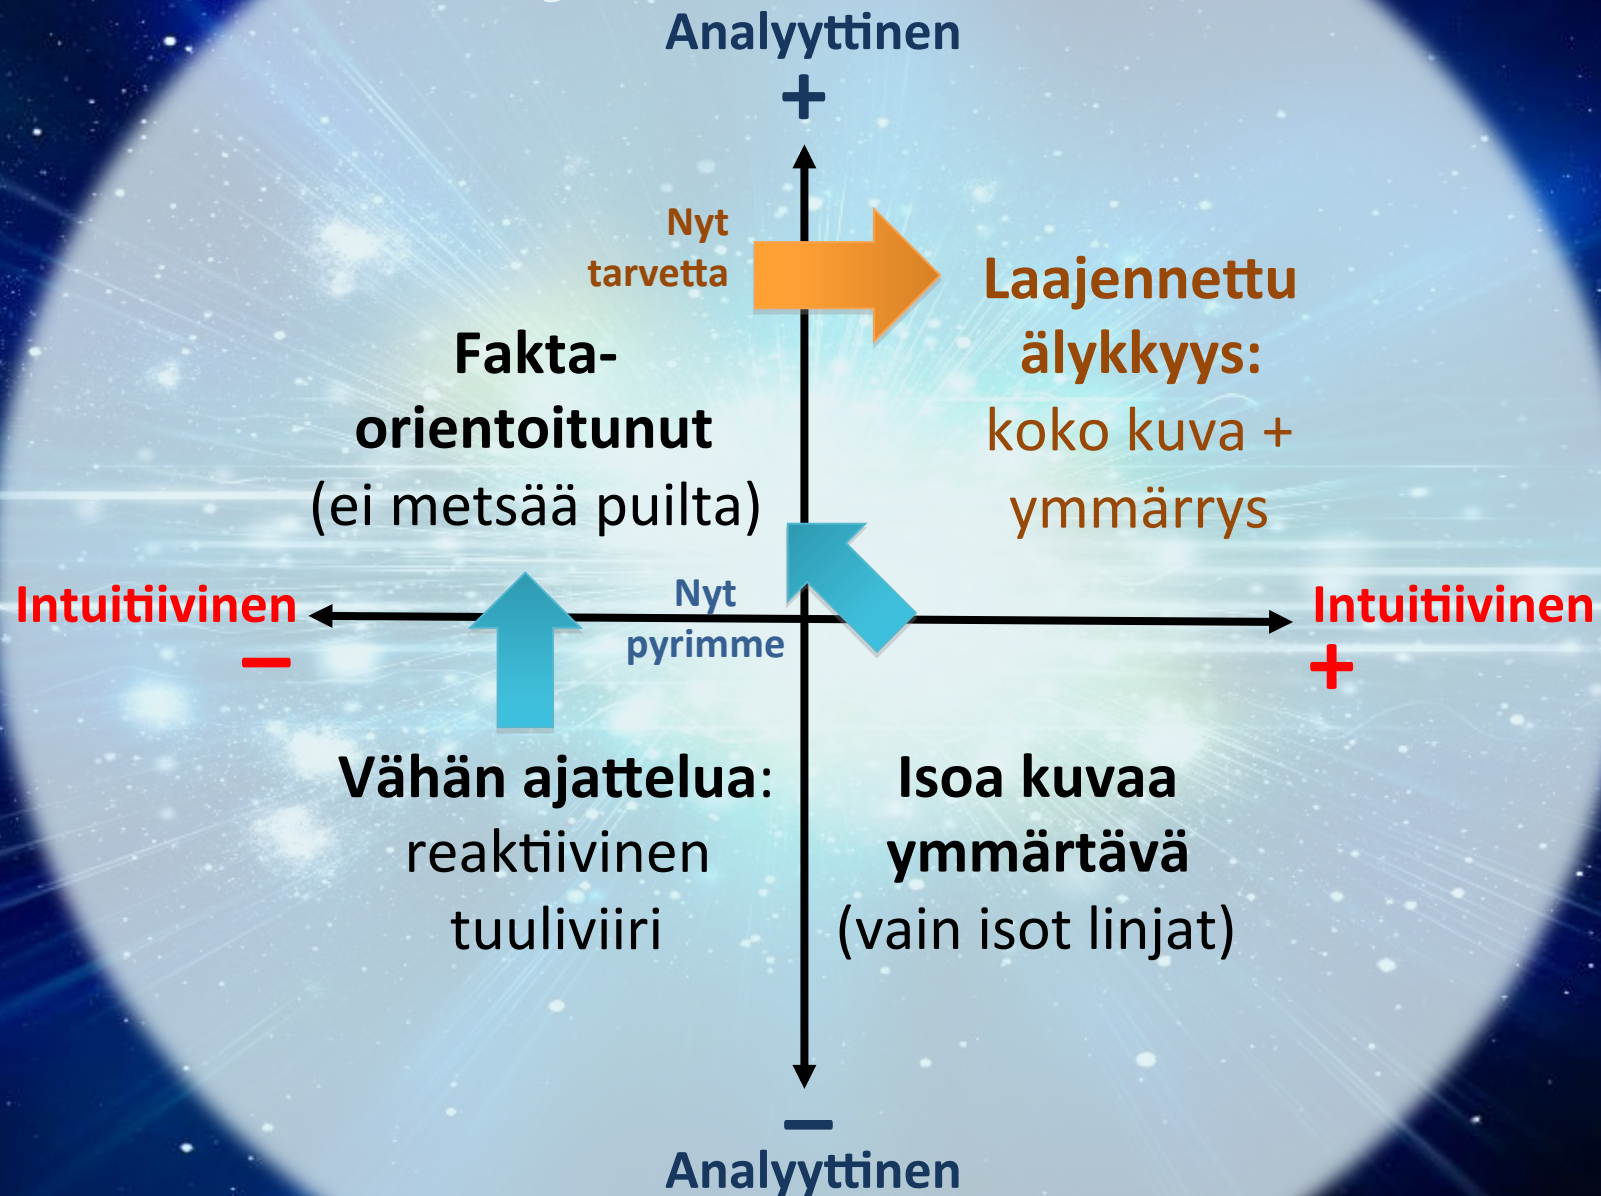 Analyyttinen
+
Nyt
tarvetta
Laajennettu
älykkyys:
koko kuva +
ymmärrys
Fakta-
orientoitunut
(ei metsää puilta)
Intuitiivinen
–
Nyt
pyrimme
Intuitiivinen
+
Vähän ajattelua:
reaktiivinen
tuuliviiri
Isoa kuvaa
ymmärtävä
(vain isot linjat)
–
Analyyttinen